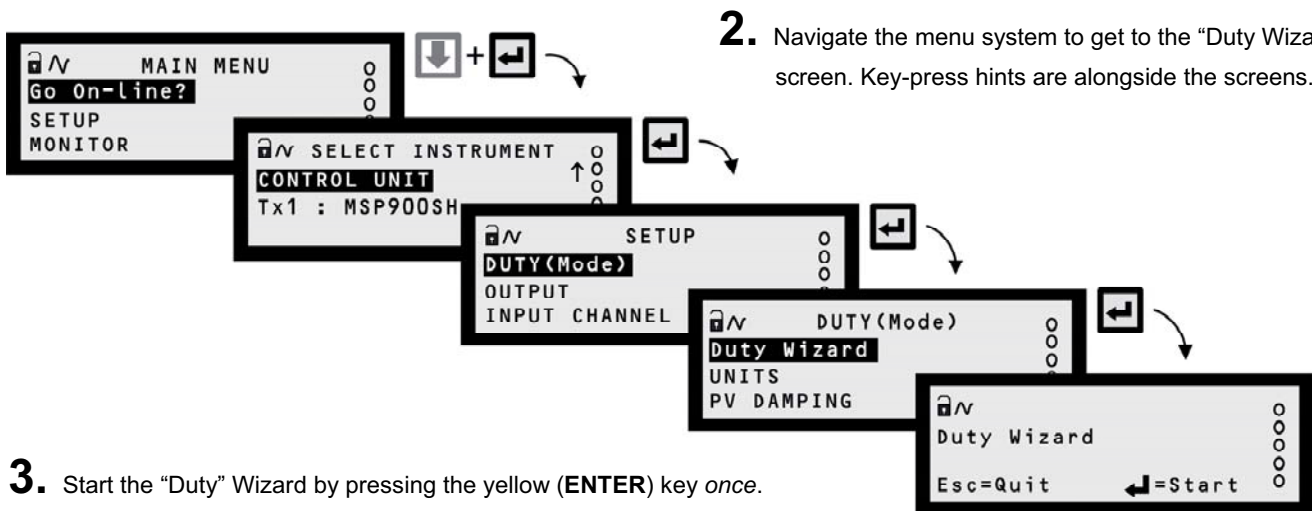 2. Navigate the menu system to get to the “Duty
screen. Key-press hints are alongside the screens.
MAIN MENU
Go On-line?
SETUP
MONITOR
+
SELECT INSTRUMENT
CONTROL UNIT
Tx1 : MSP900SH
SETUP
DUTY(Mode)
OUTPUT
INPUT CHANNEL
DUTY(Mode)
Duty Wizard
UNITS
PV DAMPING
Duty Wizard
Esc=Quit ↵=Start
3. Start the “Duty” Wizard by pressing the yellow (ENTER) key once.